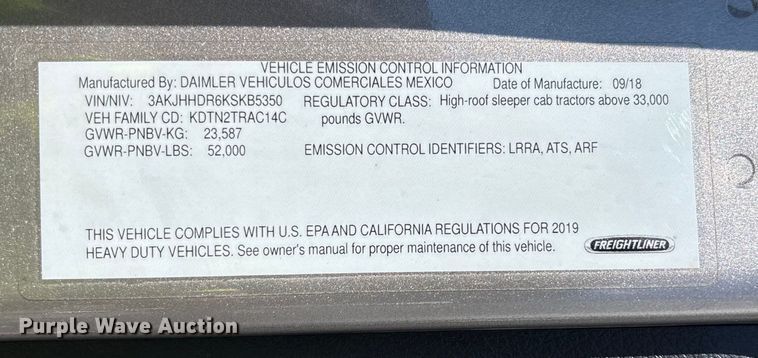 VEHICLE EMISSION CONTROL INFORMATION
Manufactured By: DAIMLER VEHICULOS COMERCIALES MEXICO Date of Manufacture: 09/18
VIN/NIV: 3AKJHHDR6KSKB5350 REGULATORY CLASS: High-roof sleeper cab tractors above 33,000
VEH FAMILY CD: KDTN2TRAC14C pounds GVWR.
GVWR-PNBV-KG: 23,587
GVWR-PNBV-LBS: 52,000 EMISSION CONTROL IDENTIFIERS: LRRA, ATS, ARF
THIS VEHICLE COMPLIES WITH U.S. EPA AND CALIFORNIA REGULATIONS FOR 2019
HEAVY DUTY VEHICLES. See owner's manual for proper maintenance of this vehicle.
FREIGHTLINER
Purple Wave Auction